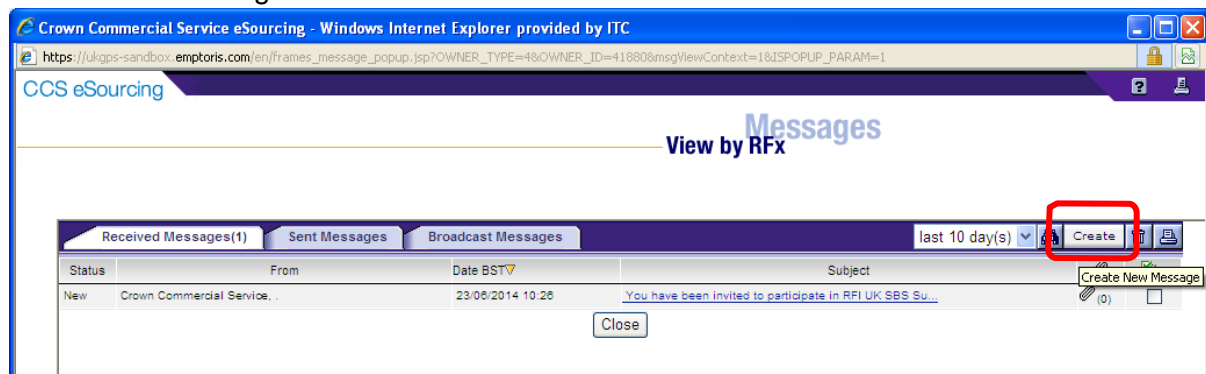 Crown Commercial Service eSourcing - Windows Internet Explorer provided by ITC
https://ukgps-sandbox.emptoris.com/en/frames_message_popup.jsp?OWNER_TYPE=4&OWNER_ID=41880&msgViewContext=1&ISPOPUP_PARAM=1
CCS eSourcing
Messages
View by RFx
Received Messages(1) Sent Messages Broadcast Messages last 10 day(s) Create
Status From Date BST Subject
Create New Message
New Crown Commercial Service, . 23/06/2014 10:26 You have been invited to participate in RFI UK SBS Su... (0)
Close